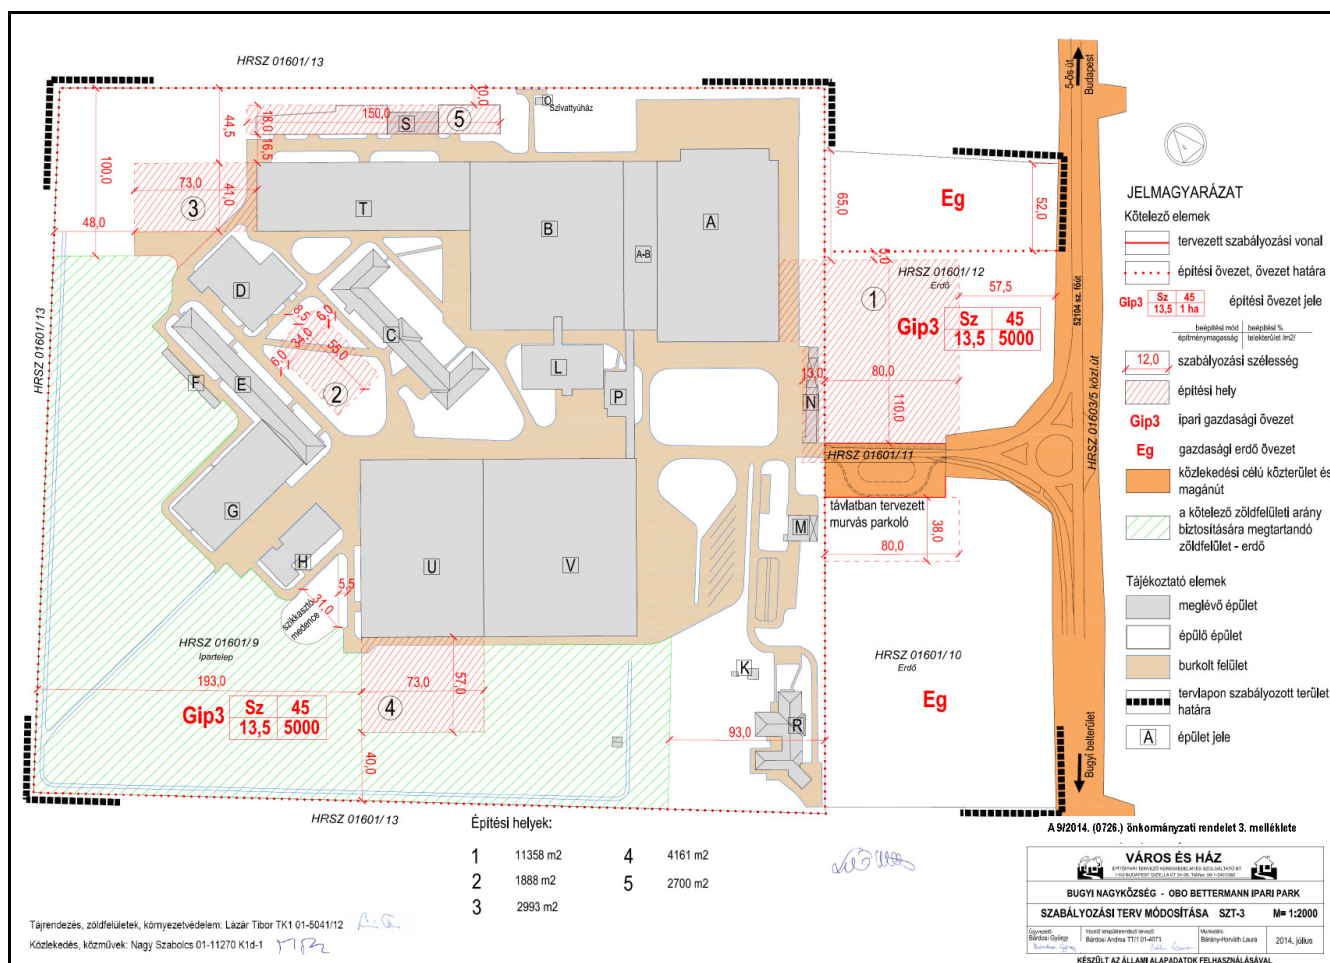 HRSZ 01601/13
5-ös út
Budapest
10,0
Szivattyúház
O
150,0
S
5
18,0
44,5
16,5
100,0
73,0
41,0
3
48,0
T
B
A-B
A
65,0
Eg
52,0
5,0
HRSZ 01601/12
Erdő
57,5
1
Gip3
Sz 45
13,5 5000
52104 sz. főút
HRSZ 01603/5 közl.út
HRSZ 01601/13
D
C
8,5
6,0
34,0
55,0
6,0
2
F
E
L
P
13,0
80,0
N
110,0
HRSZ 01601/11
távlatban tervezett
murvás parkoló
38,0
80,0
G
H
M
U
V
5,5
31,0
szikkasztó
medence
HRSZ 01601/9
Ipartelep
193,0
Gip3
Sz 45
13,5 5000
73,0
57,0
4
40,0
K
R
93,0
HRSZ 01601/10
Erdő
Eg
Bugyi belterület
HRSZ 01601/13
JELMAGYARÁZAT
Kötelező elemek
tervezett szabályozási vonal
építési övezet, övezet határa
Gip3 Sz 45 építési övezet jele
13,5 1 ha
beépítési mód beépítési %
építménymagasság telekterület /m2/
12,0 szabályozási szélesség
építési hely
Gip3 ipari gazdasági övezet
Eg gazdasági erdő övezet
közlekedési célú közterület és
magánút
a kötelező zöldfelületi arány
biztosítására megtartandó
zöldfelület - erdő
Tájékoztató elemek
meglévő épület
épülő épület
burkolt felület
tervlapon szabályozott terület
határa
A épület jele
Építési helyek:
1 11358 m2 4 4161 m2
2 1888 m2 5 2700 m2
3 2993 m2
Tájrendezés, zöldfelületek, környezetvédelem: Lázár Tibor TK1 01-5041/12
Közlekedés, közművek: Nagy Szabolcs 01-11270 K1d-1
A 9/2014. (0726.) önkormányzati rendelet 3. melléklete
VÁROS ÉS HÁZ
BUGYI NAGYKÖZSÉG - OBO BETTERMANN IPARI PARK
SZABÁLYOZÁSI TERV MÓDOSÍTÁSA SZT-3 M= 1:2000
Ügyvezető:
Bárdosi György
Vezető településrendező tervező:
Bárdosi Andrea TT/1 01-4073
Munkatárs:
Bárány-Horváth Laura
2014. július
KÉSZÜLT AZ ÁLLAMI ALAPADATOK FELHASZNÁLÁSÁVAL